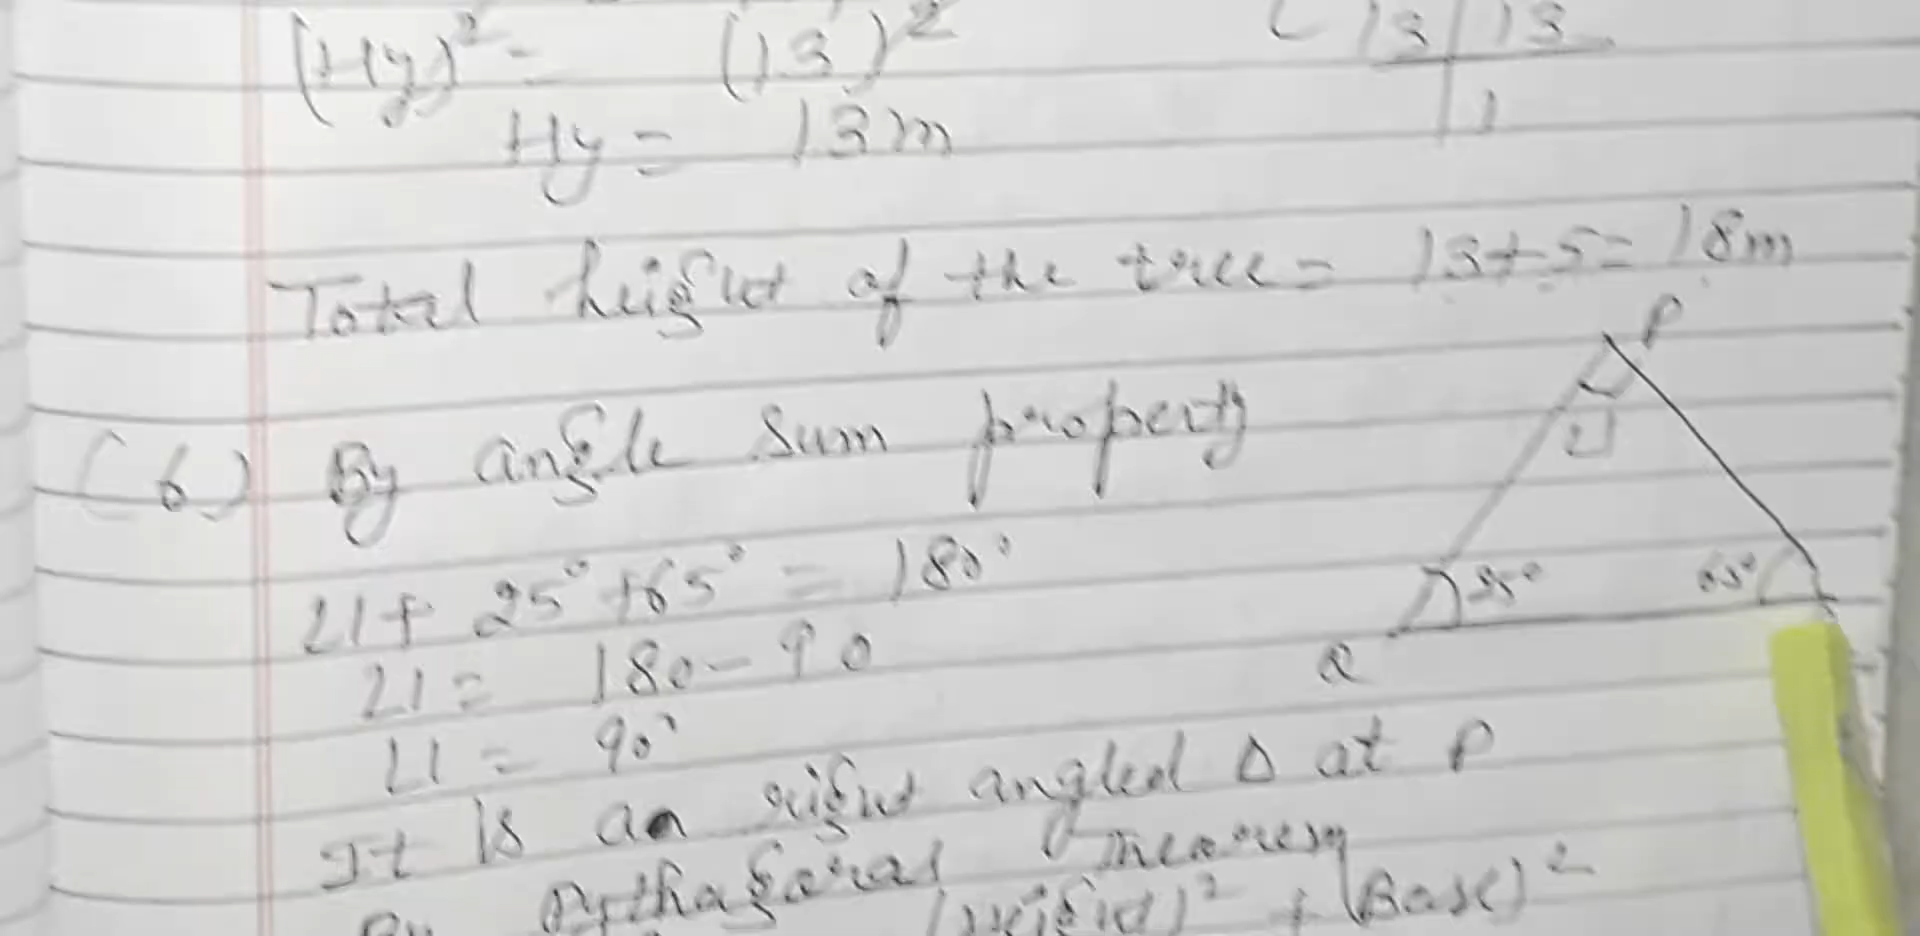 (Hy)² = (13)²
13 | 13
1
Hy = 13m
Total height of the tree = 13+5= 18m
P
∠1
(6) By angle sum property
∠1+ 25° +65° = 180°
25° 65°
∠1 = 180-90
Q
∠1 = 90°
It is an right angled Δ at P
By Pythagoras Theorem
(Height)² + (Base)²